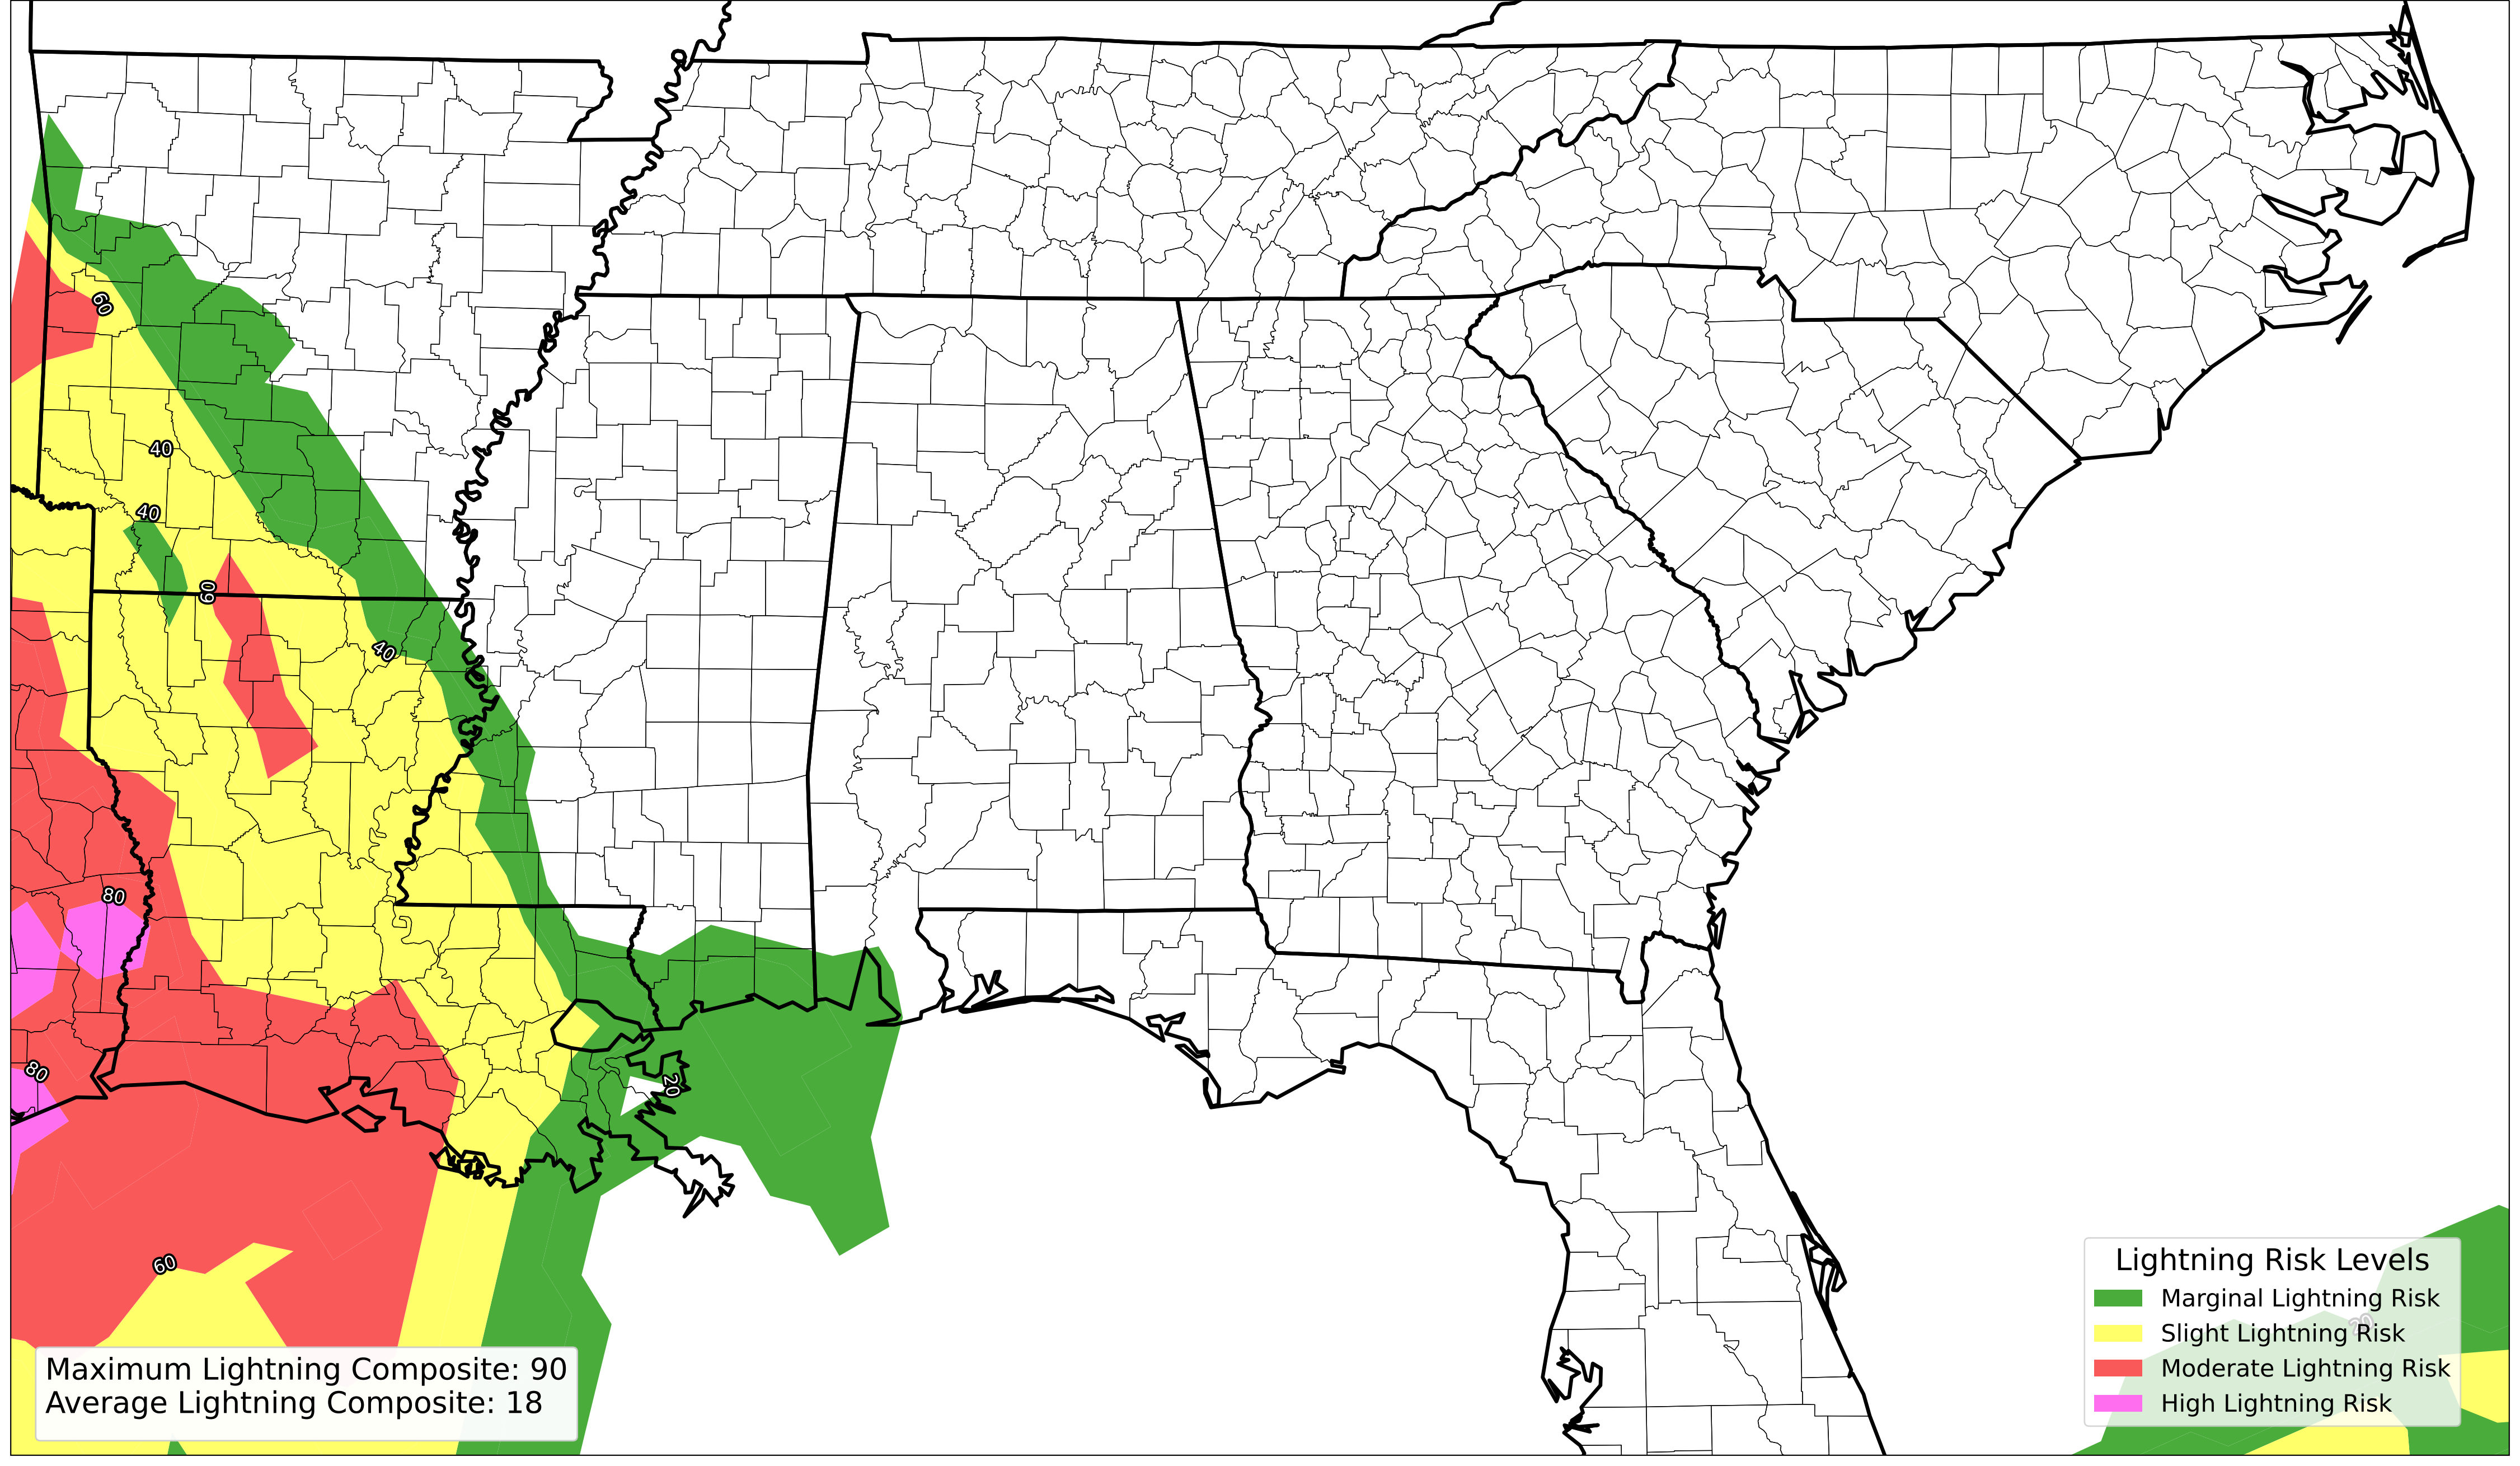 60
40
40
60
40
80
80
20
60
Lightning Risk Levels
Marginal Lightning Risk
20
Slight Lightning Risk
Moderate Lightning Risk
High Lightning Risk
Maximum Lightning Composite: 90
Average Lightning Composite: 18